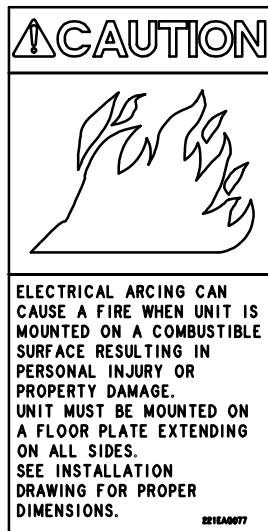 CAUTION
ELECTRICAL ARCING CAN
CAUSE A FIRE WHEN UNIT IS
MOUNTED ON A COMBUSTIBLE
SURFACE RESULTING IN
PERSONAL INJURY OR
PROPERTY DAMAGE.
UNIT MUST BE MOUNTED ON
A FLOOR PLATE EXTENDING
ON ALL SIDES.
SEE INSTALLATION
DRAWING FOR PROPER
DIMENSIONS.
221EA0077